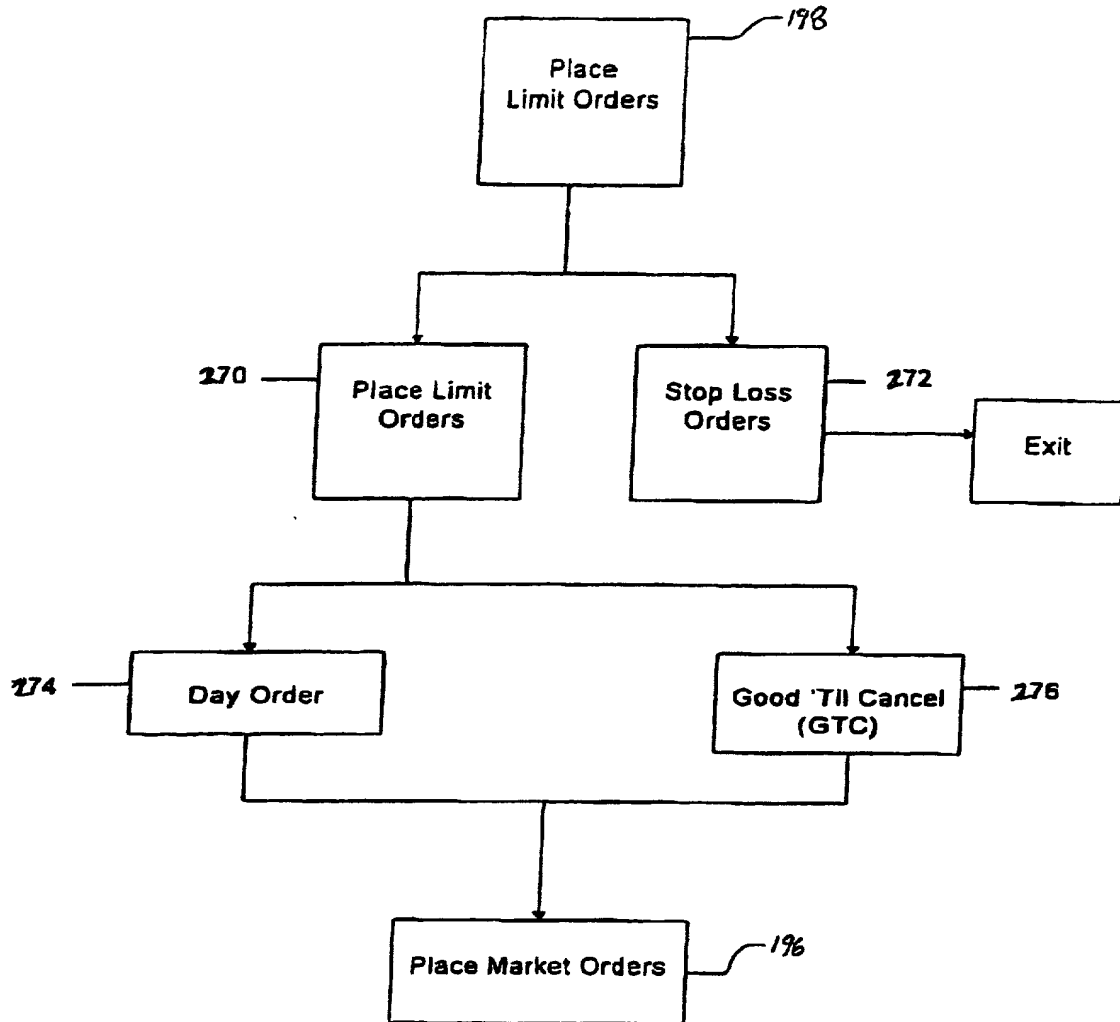 198
Place
Limit Orders
270
Place Limit
Orders
Stop Loss
Orders
272
Exit
274
Day Order
Good 'Til Cancel
(GTC)
276
Place Market Orders
196